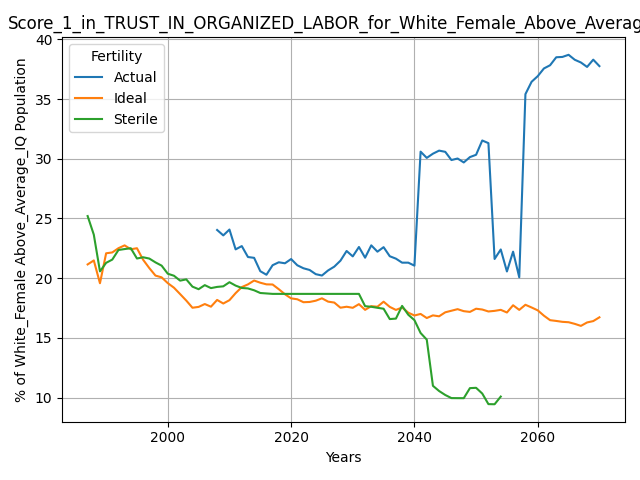 Score_1_in_TRUST_IN_ORGANIZED_LABOR_for_White_Female_Above_Averag
Fertility
Actual
Ideal
Sterile
% of White_Female Above_Average_IQ Population
40
35
30
25
20
15
10
2000
2020
2040
2060
Years